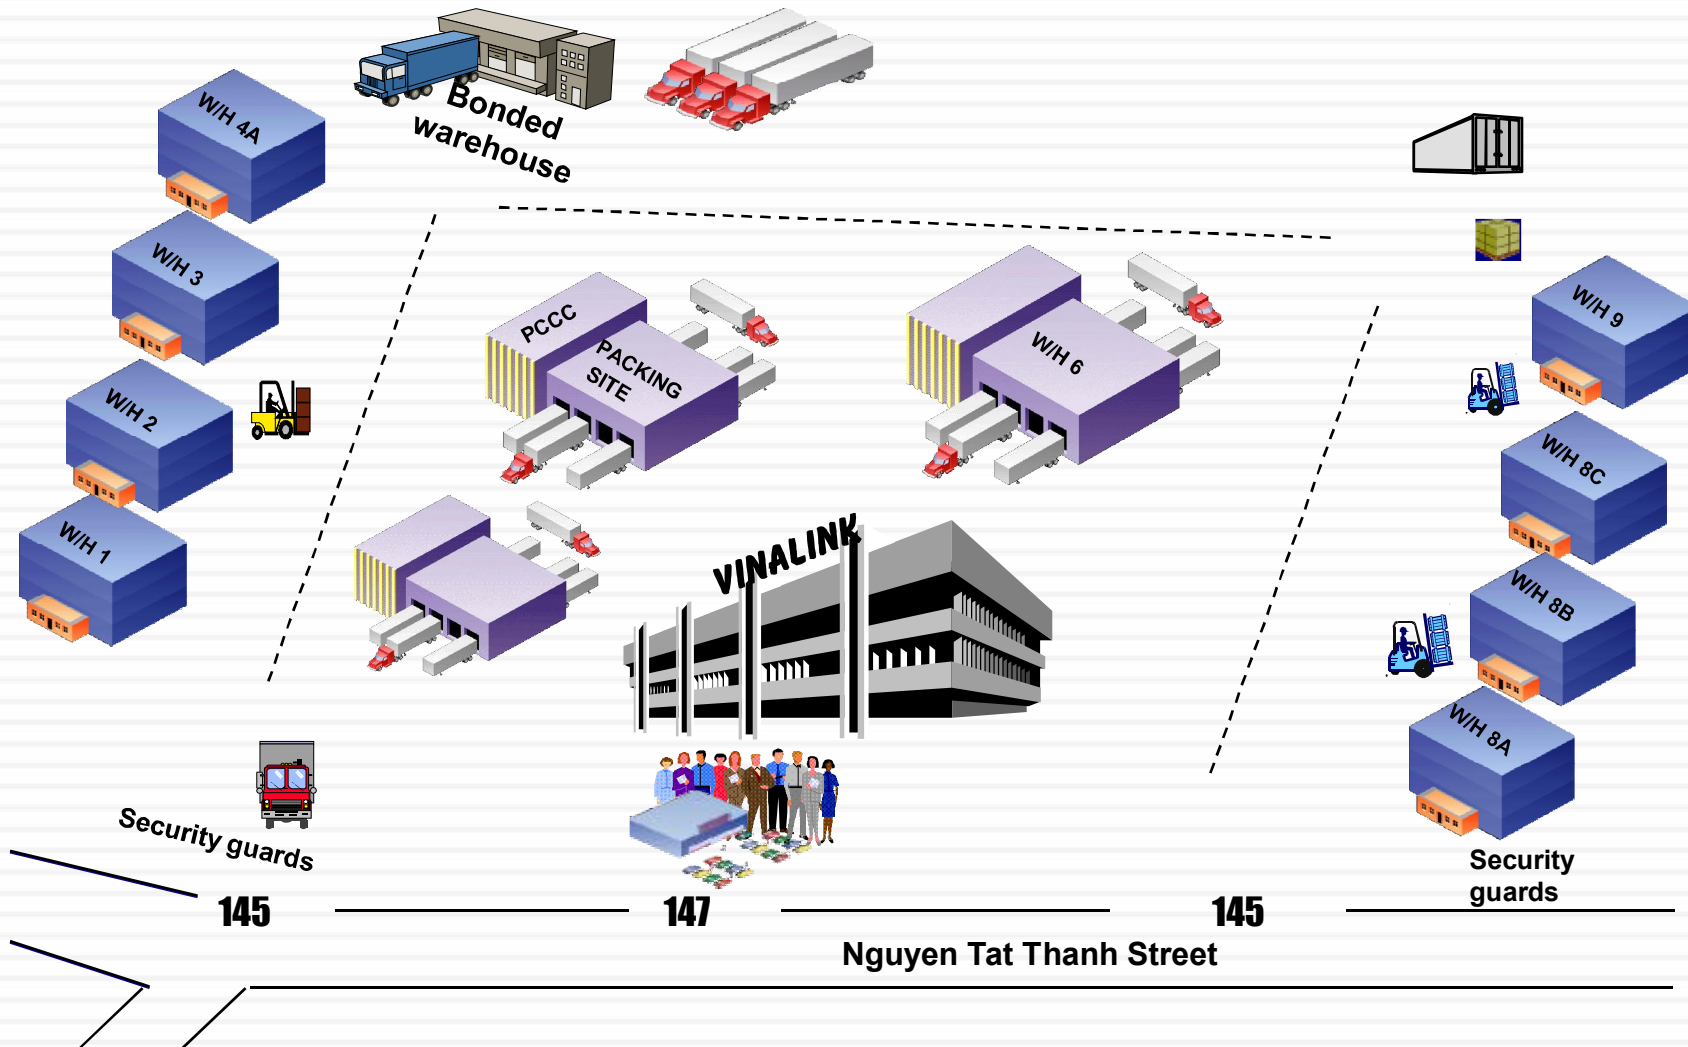 Bonded
warehouse
W/H 4A
W/H 3
W/H 2
W/H 1
PCCC
PACKING
SITE
W/H 6
W/H 9
W/H 8C
W/H 8B
W/H 8A
VINALINK
Security guards
Security
guards
145
147
145
Nguyen Tat Thanh Street